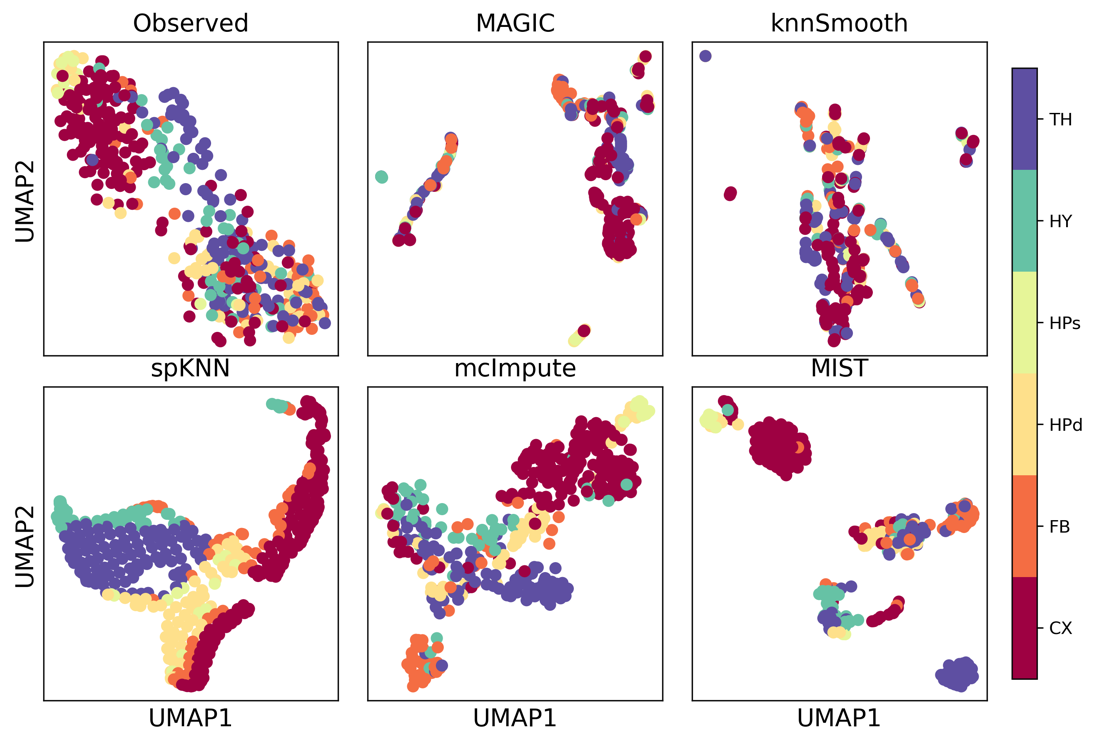 Observed
MAGIC
knnSmooth
UMAP2
TH
HY
HPs
HPd
FB
CX
spKNN
mcImpute
MIST
UMAP2
UMAP1
UMAP1
UMAP1